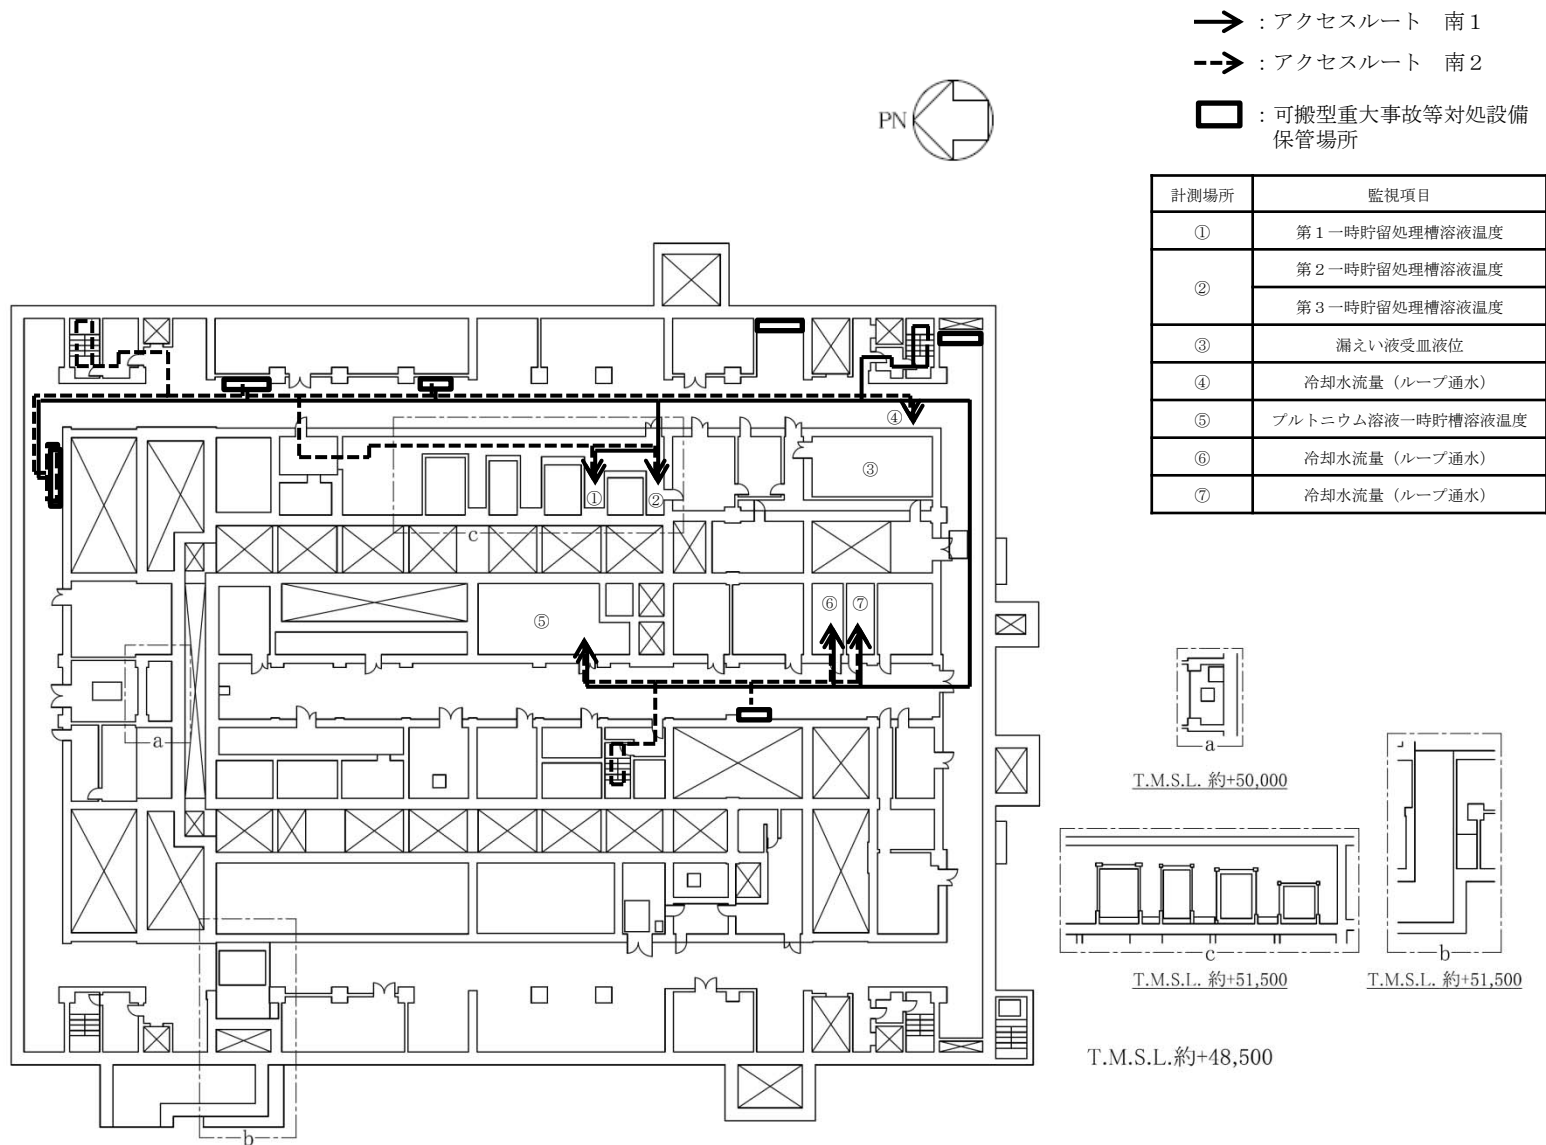 ：アクセスルート　南１
：アクセスルート　南２
：可搬型重大事故等対処設備
保管場所
PN
計測場所 監視項目
① 第１一時貯留処理槽溶液温度
② 第２一時貯留処理槽溶液温度
第３一時貯留処理槽溶液温度
③ 漏えい液受皿液位
④ 冷却水流量（ループ通水）
⑤ プルトニウム溶液一時貯槽溶液温度
⑥ 冷却水流量（ループ通水）
⑦ 冷却水流量（ループ通水）
④
③
① ②
c
⑤
⑥ ⑦
a
b
a
T.M.S.L. 約+50,000
c
T.M.S.L. 約+51,500
b
T.M.S.L. 約+51,500
T.M.S.L.約+48,500